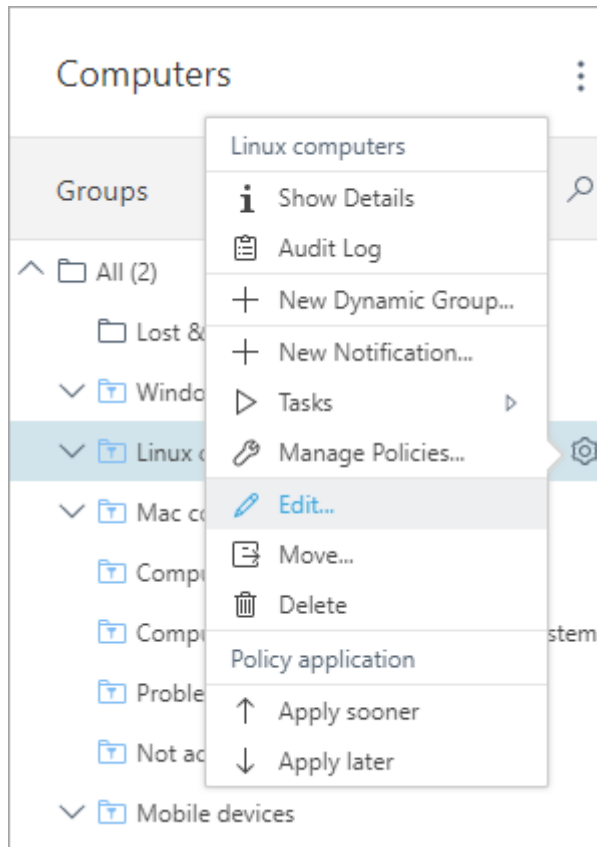 Computers
Linux computers
Groups
Show Details
Audit Log
All (2)
New Dynamic Group...
Lost &
New Notification...
Windo
Tasks
Linux
Manage Policies...
Mac co
Edit...
Move...
Comp
Delete
Comp
stem
Policy application
Proble
Apply sooner
Not ac
Apply later
Mobile devices